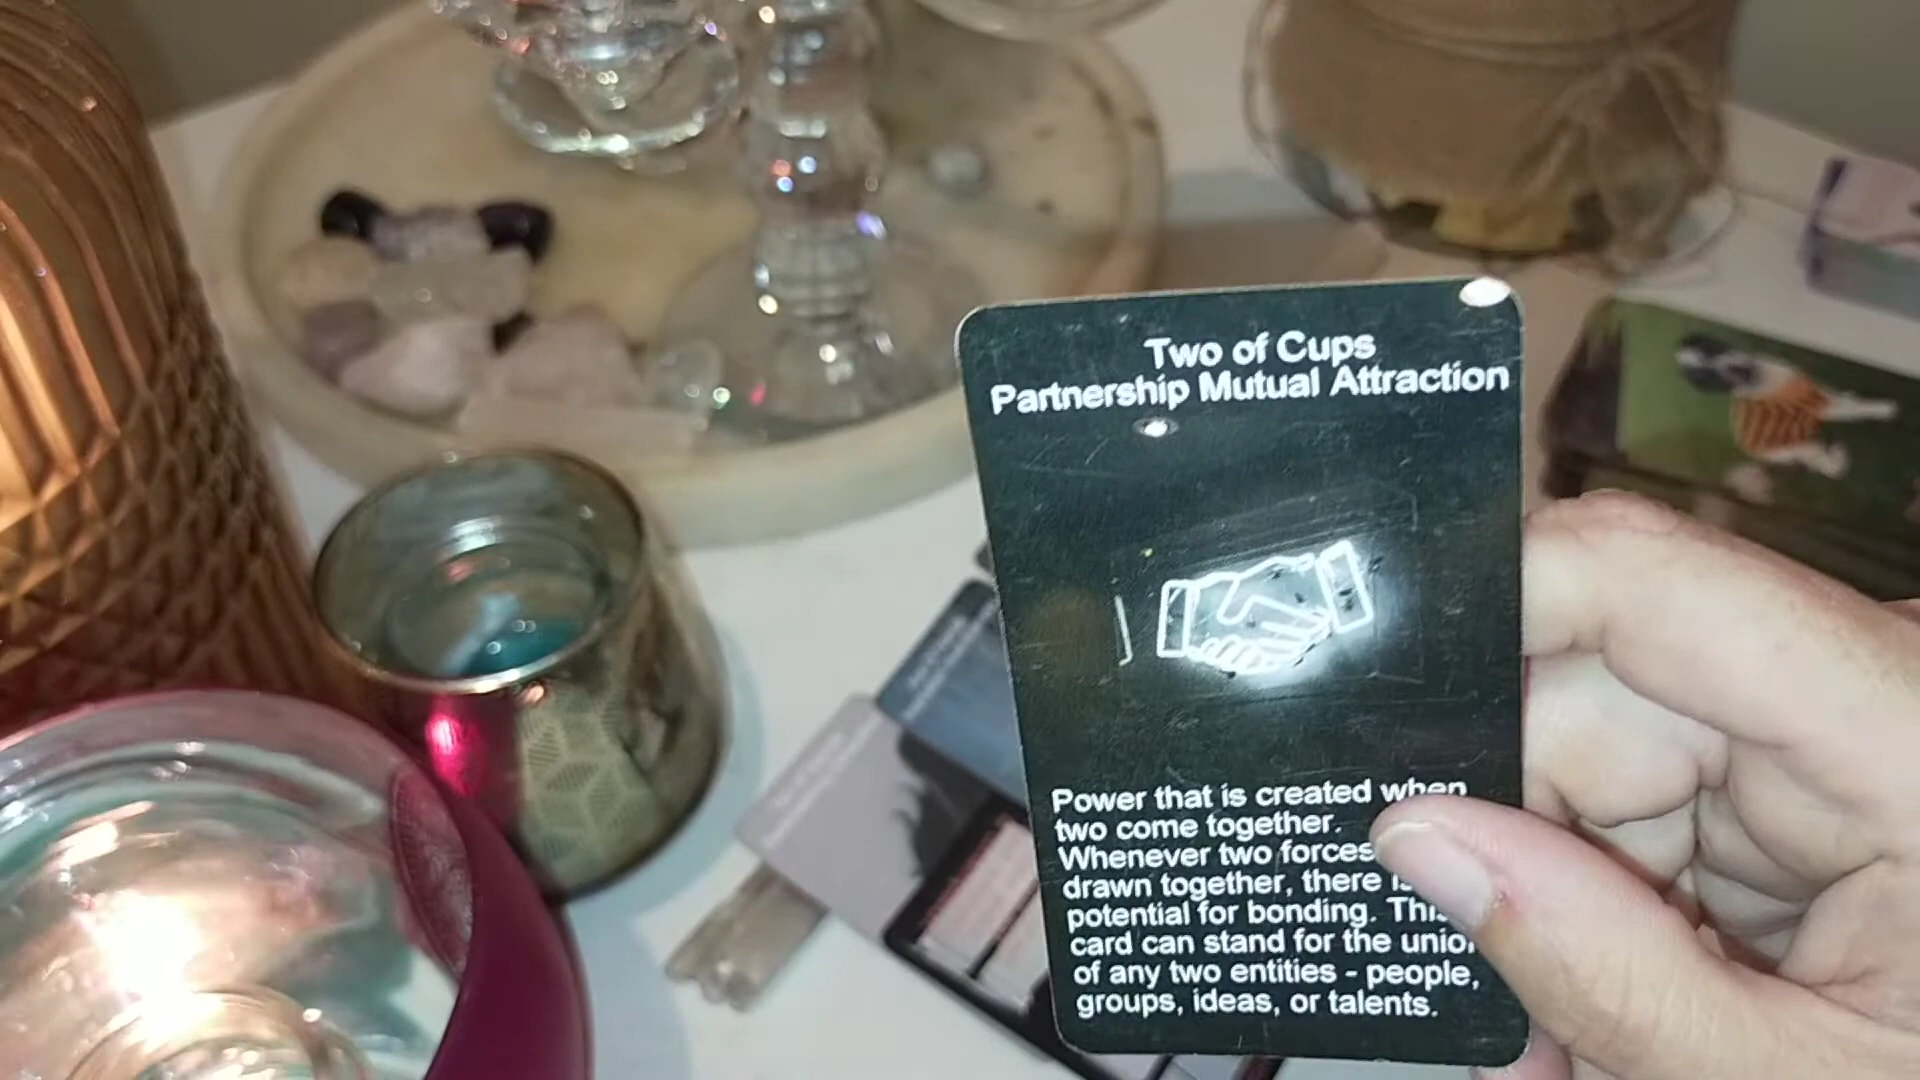 Two of Cups
Partnership Mutual Attraction
Power that is created when
two come together.
Whenever two forces
drawn together, there
potential for bonding. This
card can stand for the union
of any two entities - people,
groups, ideas, or talents.